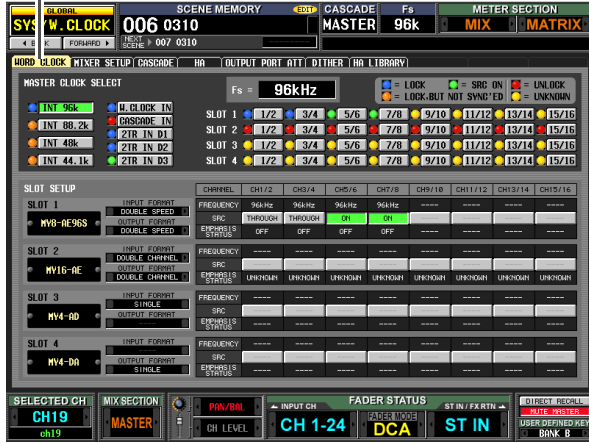 GLOBAL
SYS/W.CLOCK
SCENE MEMORY
EDIT
006 0310
CASCADE
MASTER
Fs
96k
METER SECTION
MIX
MATRIX
BACK
FORWARD
NEXT SCENE 007 0310
WORD CLOCK
MIXER SETUP
CASCADE
HA
OUTPUT PORT ATT
DITHER
HA LIBRARY
MASTER CLOCK SELECT
INT 96k
INT 88.2k
INT 48k
INT 44.1k
W.CLOCK IN
CASCADE IN
2TR IN D1
2TR IN D2
2TR IN D3
Fs = 96kHz
= LOCK
= SRC ON
= UNLOCK
= LOCK,BUT NOT SYNC'ED
= UNKNOWN
SLOT 1 1/2 3/4 5/6 7/8 9/10 11/12 13/14 15/16
SLOT 2 1/2 3/4 5/6 7/8 9/10 11/12 13/14 15/16
SLOT 3 1/2 3/4 5/6 7/8 9/10 11/12 13/14 15/16
SLOT 4 1/2 3/4 5/6 7/8 9/10 11/12 13/14 15/16
SLOT SETUP
CHANNEL CH1/2 CH3/4 CH5/6 CH7/8 CH9/10 CH11/12 CH13/14 CH15/16
SLOT 1
MY8-AE96S
INPUT FORMAT
DOUBLE SPEED
OUTPUT FORMAT
DOUBLE SPEED
FREQUENCY 96kHz 96kHz 96kHz 96kHz ---- ---- ---- ----
SRC THROUGH THROUGH ON ON
EMPHASIS STATUS OFF OFF OFF OFF
SLOT 2
MY16-AE
INPUT FORMAT
DOUBLE CHANNEL
OUTPUT FORMAT
DOUBLE CHANNEL
FREQUENCY ---- ---- ---- ---- ---- ---- ---- ----
SRC
EMPHASIS STATUS UNKNOWN UNKNOWN UNKNOWN UNKNOWN UNKNOWN UNKNOWN UNKNOWN UNKNOWN
SLOT 3
MY4-AD
INPUT FORMAT
SINGLE
OUTPUT FORMAT
FREQUENCY ---- ---- ---- ---- ---- ---- ---- ----
SRC
EMPHASIS STATUS ---- ---- ---- ---- ---- ---- ---- ----
SLOT 4
MY4-DA
INPUT FORMAT
OUTPUT FORMAT
SINGLE
FREQUENCY ---- ---- ---- ---- ---- ---- ---- ----
SRC
EMPHASIS STATUS ---- ---- ---- ---- ---- ---- ---- ----
SELECTED CH
CH19
ch19
MIX SECTION
MASTER
PAN/BAL
CH LEVEL
FADER STATUS
INPUT CH
CH 1-24
FADER MODE
DCA
ST IN / FX RTN
ST IN
DIRECT RECALL
MUTE MASTER
USER DEFINED KEY
BANK B